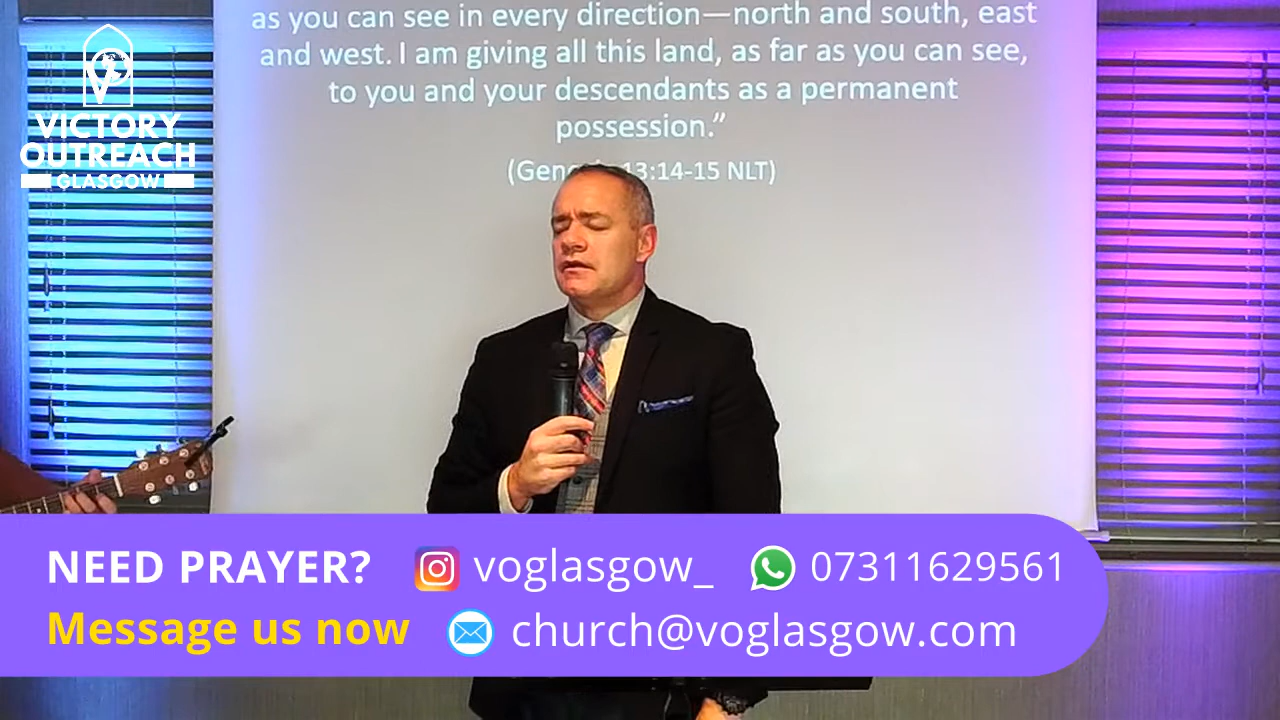 as you can see in every direction—north and south, east
and west. I am giving all this land, as far as you can see,
to you and your descendants as a permanent
possession.”
13:14-15 NLT)
VICTORY
OUTREACH
GLASGOW
NEED PRAYER? voglasgow_ 07311629561
Message us now church@voglasgow.com